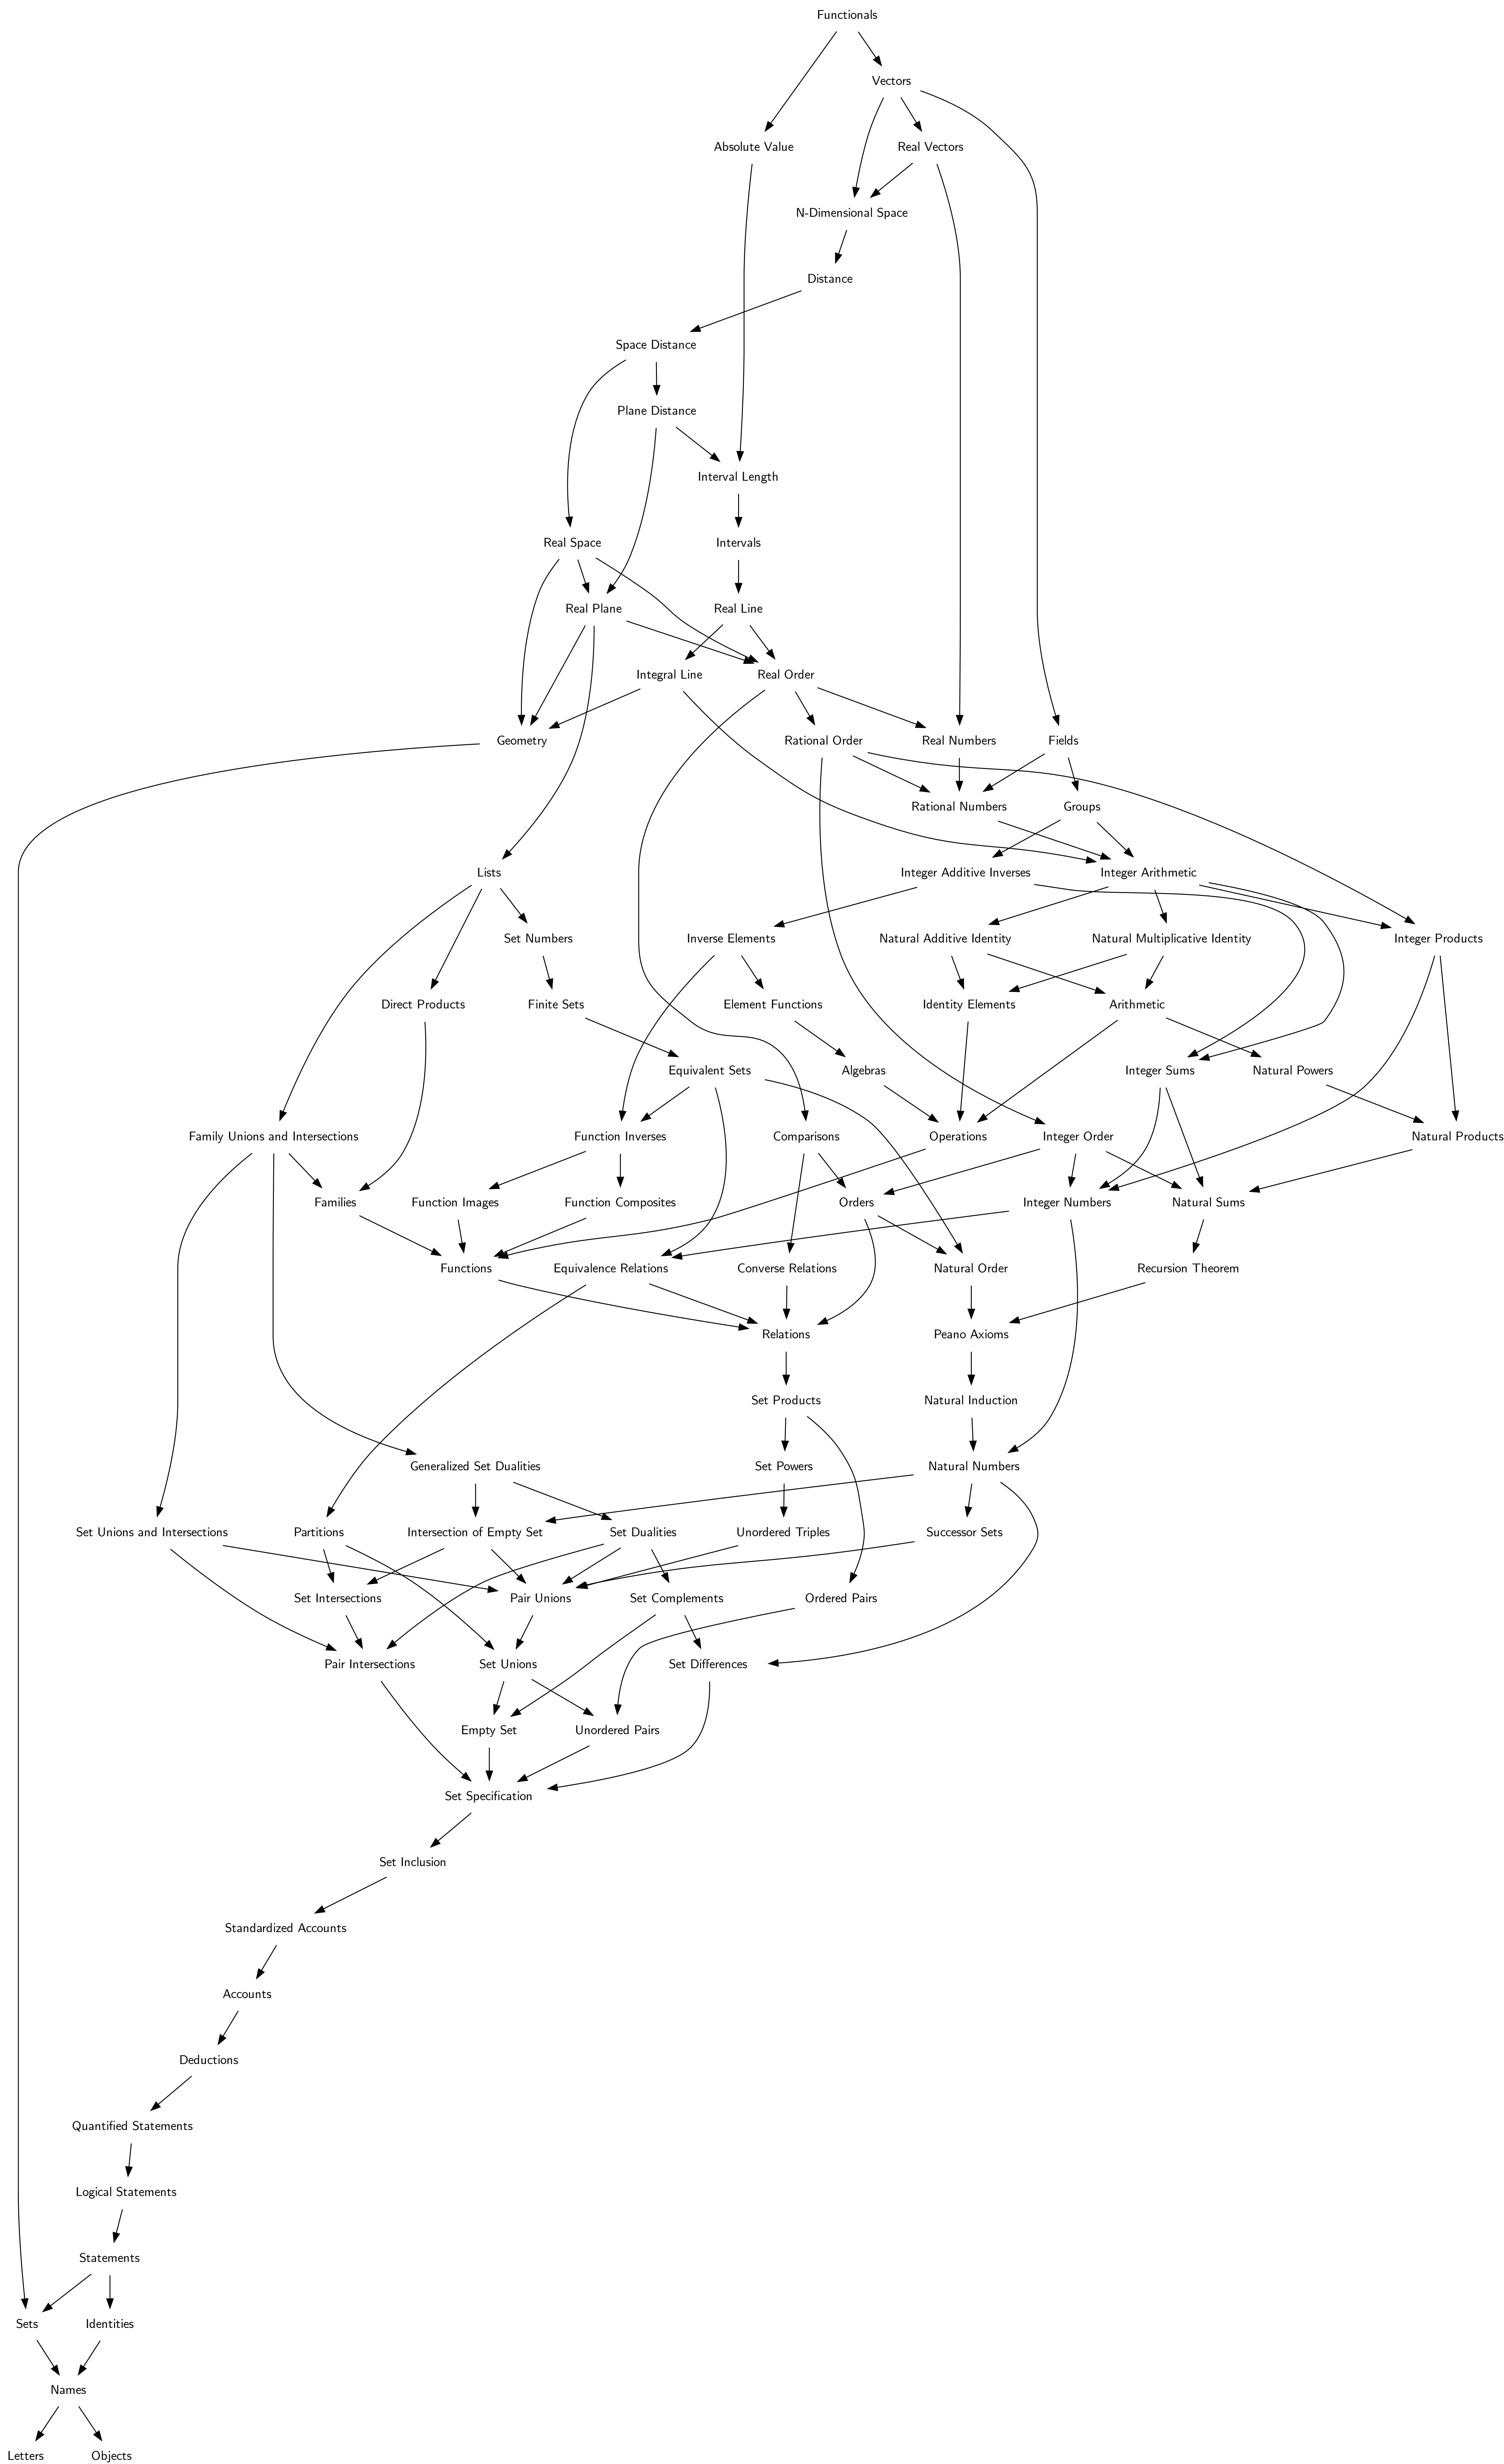 Functionals
Vectors
Absolute Value
Real Vectors
N-Dimensional Space
Distance
Space Distance
Plane Distance
Interval Length
Real Space
Intervals
Real Plane
Real Line
Integral Line
Real Order
Geometry
Rational Order
Real Numbers
Fields
Rational Numbers
Groups
Lists
Integer Additive Inverses
Integer Arithmetic
Set Numbers
Inverse Elements
Natural Additive Identity
Natural Multiplicative Identity
Integer Products
Direct Products
Finite Sets
Element Functions
Identity Elements
Arithmetic
Equivalent Sets
Algebras
Integer Sums
Natural Powers
Family Unions and Intersections
Function Inverses
Comparisons
Operations
Integer Order
Natural Products
Families
Function Images
Function Composites
Orders
Integer Numbers
Natural Sums
Functions
Equivalence Relations
Converse Relations
Natural Order
Recursion Theorem
Relations
Peano Axioms
Set Products
Natural Induction
Generalized Set Dualities
Set Powers
Natural Numbers
Set Unions and Intersections
Partitions
Intersection of Empty Set
Set Dualities
Unordered Triples
Successor Sets
Set Intersections
Pair Unions
Set Complements
Ordered Pairs
Pair Intersections
Set Unions
Set Differences
Empty Set
Unordered Pairs
Set Specification
Set Inclusion
Standardized Accounts
Accounts
Deductions
Quantified Statements
Logical Statements
Statements
Sets
Identities
Names
Letters
Objects